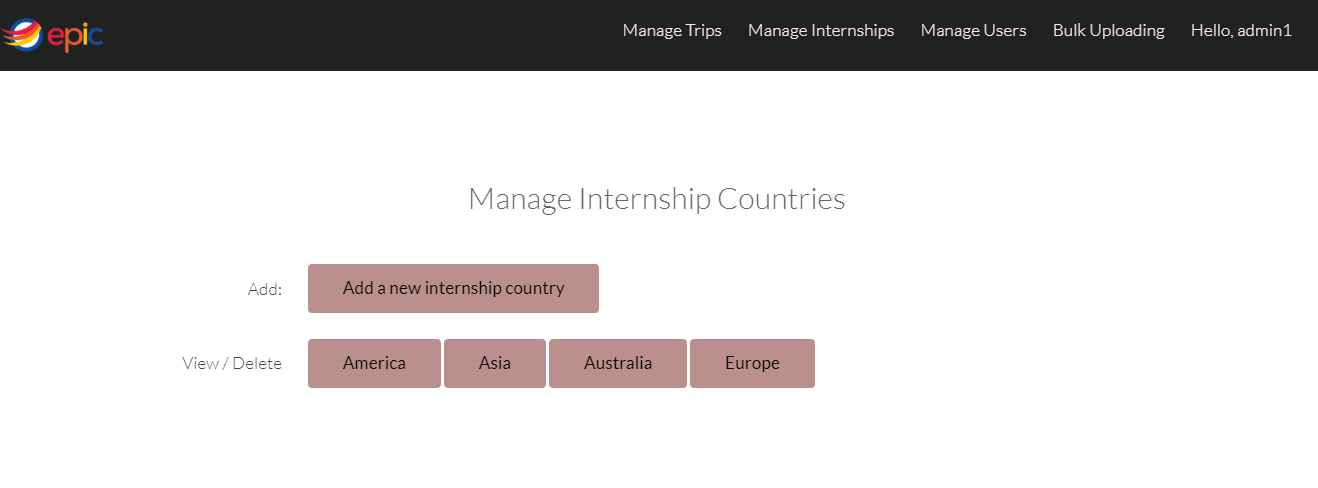 epic
Manage Trips Manage Internships Manage Users Bulk Uploading Hello, admin1
Manage Internship Countries
Add: Add a new internship country
View / Delete America Asia Australia Europe